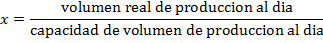 x = volumen real de produccion al dia
capacidad de volumen de produccion al dia